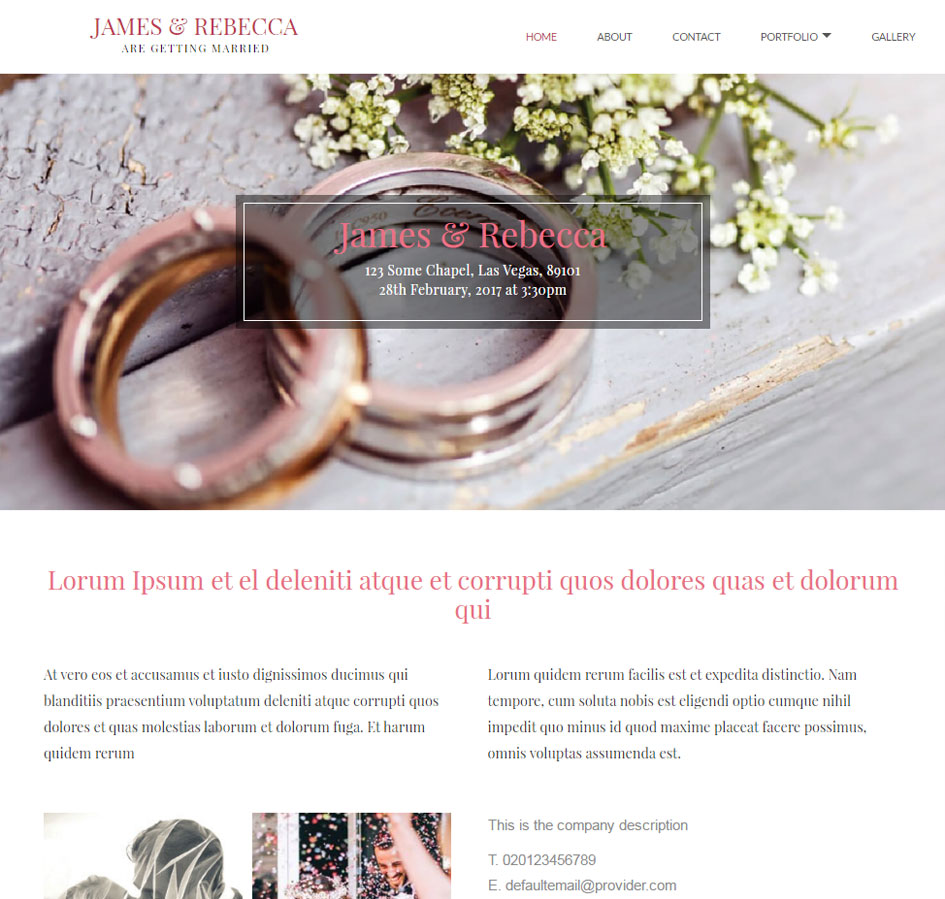 JAMES & REBECCA
ARE GETTING MARRIED
HOME ABOUT CONTACT PORTFOLIO GALLERY
James & Rebecca
123 Some Chapel, Las Vegas, 89101
28th February, 2017 at 3:30pm
Lorum Ipsum et el deleniti atque et corrupti quos dolores quas et dolorum
qui
At vero eos et accusamus et iusto dignissimos ducimus qui
blanditiis praesentium voluptatum deleniti atque corrupti quos
dolores et quas molestias laborum et dolorum fuga. Et harum
quidem rerum
Lorum quidem rerum facilis est et expedita distinctio. Nam
tempore, cum soluta nobis est eligendi optio cumque nihil
impedit quo minus id quod maxime placeat facere possimus,
omnis voluptas assumenda est.
This is the company description
T. 020123456789
E. defaultemail@provider.com